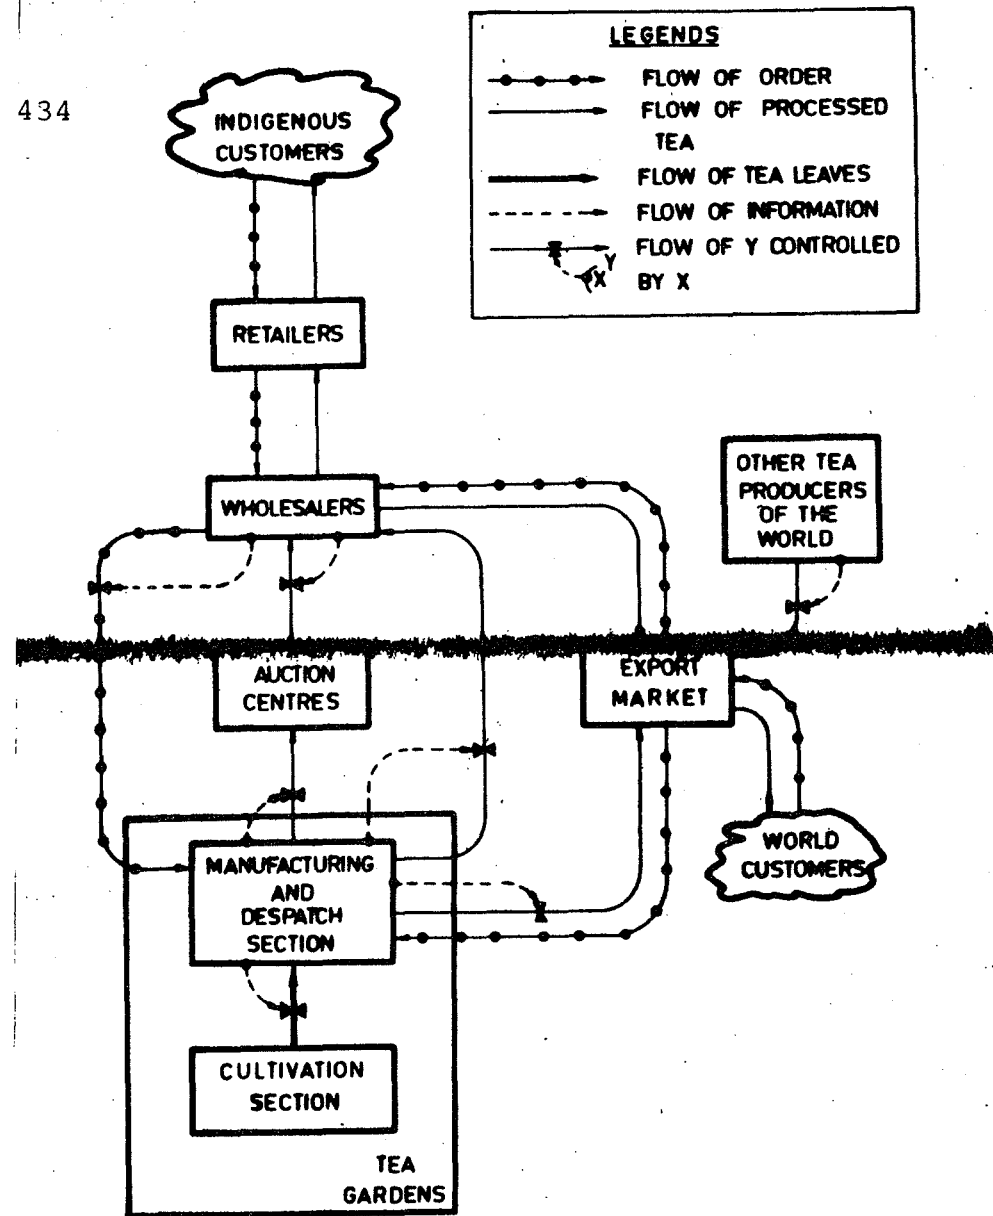 LEGENDS
FLOW OF ORDER
FLOW OF PROCESSED
TEA
FLOW OF TEA LEAVES
FLOW OF INFORMATION
FLOW OF Y CONTROLLED
BY X
Y
X
434
INDIGENOUS
CUSTOMERS
RETAILERS
WHOLESALERS
OTHER TEA
PRODUCERS
OF THE
WORLD
AUCTION
CENTRES
EXPORT
MARKET
WORLD
CUSTOMERS
MANUFACTURING
AND
DESPATCH
SECTION
CULTIVATION
SECTION
TEA
GARDENS